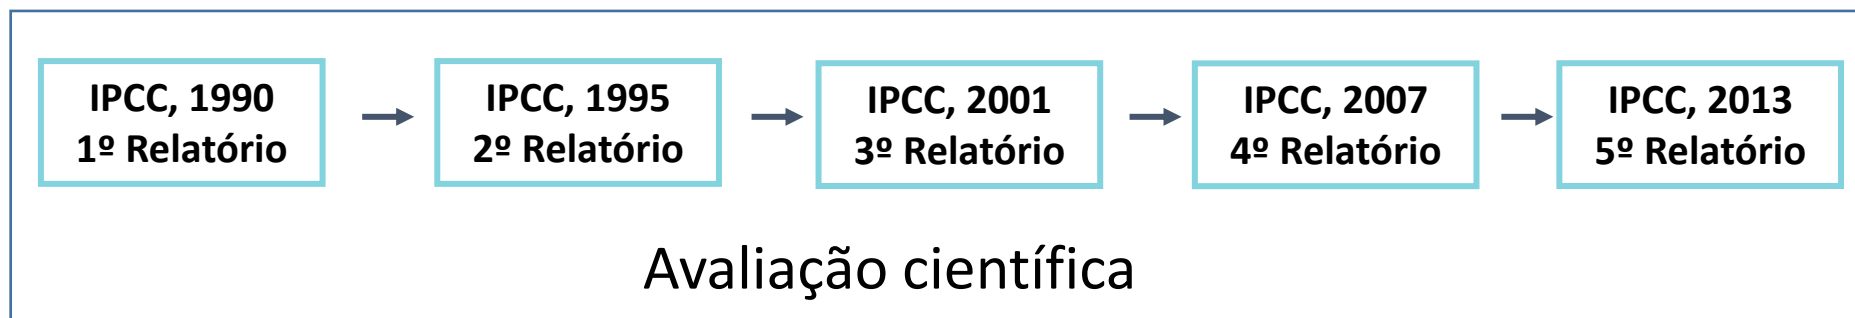 IPCC, 1990
1º Relatório
IPCC, 1995
2º Relatório
IPCC, 2001
3º Relatório
IPCC, 2007
4º Relatório
IPCC, 2013
5º Relatório
Avaliação científica